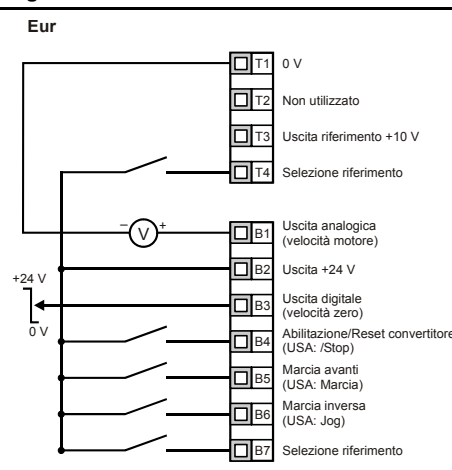 Eur
T1 0 V
T2 Non utilizzato
T3 Uscita riferimento +10 V
T4 Selezione riferimento
– V +
B1 Uscita analogica
(velocità motore)
B2 Uscita +24 V
+24 V
B3 Uscita digitale
(velocità zero)
0 V
B4 Abilitazione/Reset convertitore
(USA: /Stop)
B5 Marcia avanti
(USA: Marcia)
B6 Marcia inversa
(USA: Jog)
B7 Selezione riferimento